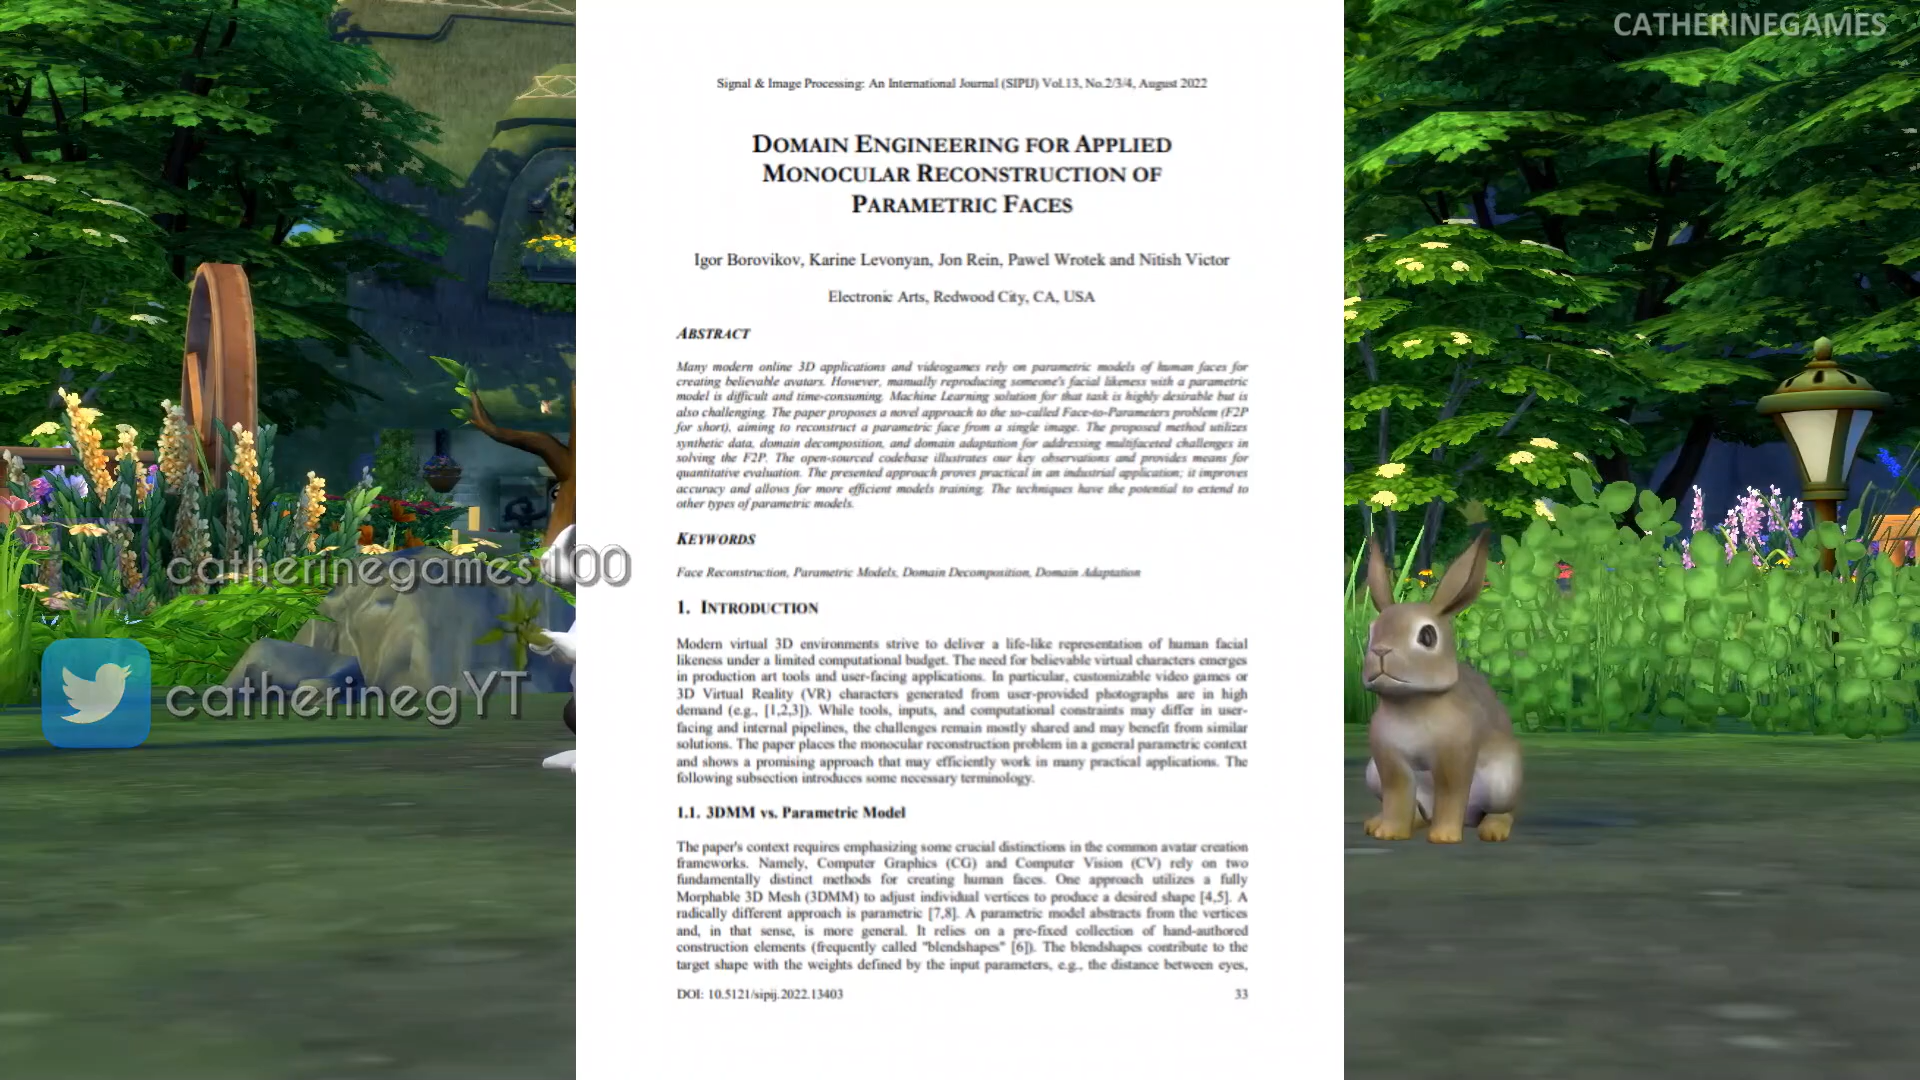 CATHERINEGAMES
Signal & Image Processing: An International Journal (SIPIJ) Vol.13, No.2/3/4, August 2022
DOMAIN ENGINEERING FOR APPLIED
MONOCULAR RECONSTRUCTION OF
PARAMETRIC FACES
Igor Borovikov, Karine Levonyan, Jon Rein, Pawel Wrotek and Nitish Victor
Electronic Arts, Redwood City, CA, USA
ABSTRACT
Many modern online 3D applications and videogames rely on parametric models of human faces for
creating believable avatars. However, manually reproducing someone's facial likeness with a parametric
model is difficult and time-consuming. Machine Learning solution for that task is highly desirable but is
also challenging. The paper proposes a novel approach to the so-called Face-to-Parameters problem (F2P
for short), aiming to reconstruct a parametric face from a single image. The proposed method utilizes
synthetic data, domain decomposition, and domain adaptation for addressing multifaceted challenges in
solving the F2P. The open-sourced codebase illustrates our key observations and provides means for
quantitative evaluation. The presented approach proves practical in an industrial application; it improves
accuracy and allows for more efficient models training. The techniques have the potential to extend to
other types of parametric models.
KEYWORDS
Face Reconstruction, Parametric Models, Domain Decomposition, Domain Adaptation
1. INTRODUCTION
Modern virtual 3D environments strive to deliver a life-like representation of human facial
likeness under a limited computational budget. The need for believable virtual characters emerges
in production art tools and user-facing applications. In particular, customizable video games or
3D Virtual Reality (VR) characters generated from user-provided photographs are in high
demand (e.g., [1,2,3]). While tools, inputs, and computational constraints may differ in user-
facing and internal pipelines, the challenges remain mostly shared and may benefit from similar
solutions. The paper places the monocular reconstruction problem in a general parametric context
and shows a promising approach that may efficiently work in many practical applications. The
following subsection introduces some necessary terminology.
1.1. 3DMM vs. Parametric Model
The paper's context requires emphasizing some crucial distinctions in the common avatar creation
frameworks. Namely, Computer Graphics (CG) and Computer Vision (CV) rely on two
fundamentally distinct methods for creating human faces. One approach utilizes a fully
Morphable 3D Mesh (3DMM) to adjust individual vertices to produce a desired shape [4,5]. A
radically different approach is parametric [7,8]. A parametric model abstracts from the vertices
and, in that sense, is more general. It relies on a pre-fixed collection of hand-authored
construction elements (frequently called "blendshapes" [6]). The blendshapes contribute to the
target shape with the weights defined by the input parameters, e.g., the distance between eyes,
DOI: 10.5121/sipij.2022.13403
33
catherinegames100
catherinegYT